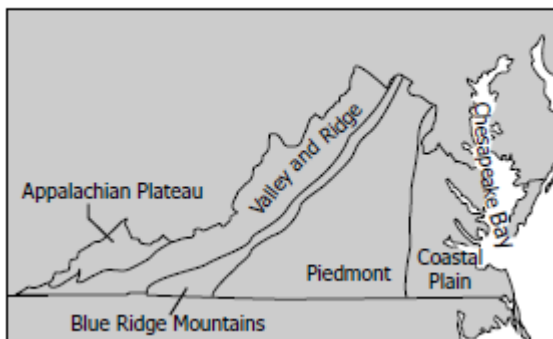 Chesapeake Bay
Valley and Ridge
Appalachian Plateau
Piedmont
Coastal
Plain
Blue Ridge Mountains